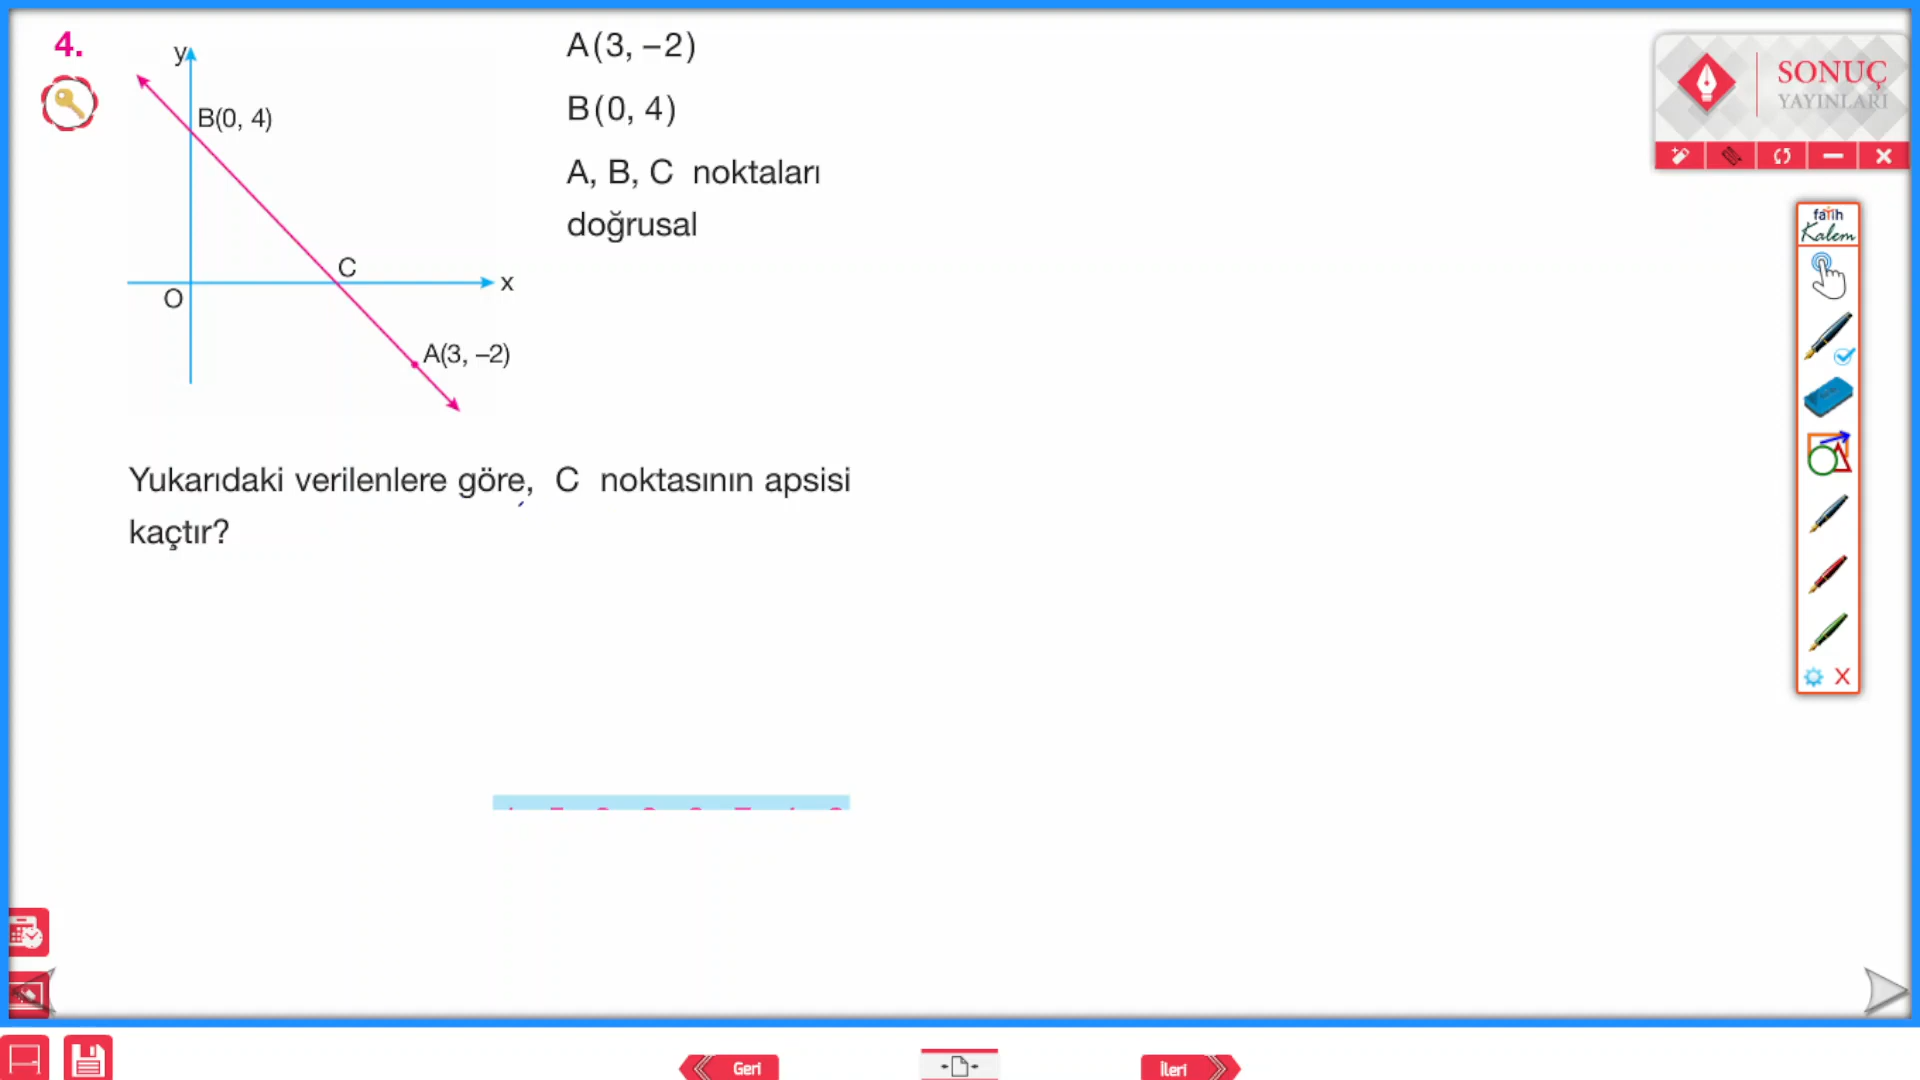 4.
y
B(0, 4)
C
x
O
A(3, –2)
A(3, –2)
B(0, 4)
A, B, C noktaları
doğrusal
Yukarıdaki verilenlere göre, C noktasının apsisi
kaçtır?
SONUÇ
YAYINLARI
fatih
Kalem
Geri
İleri